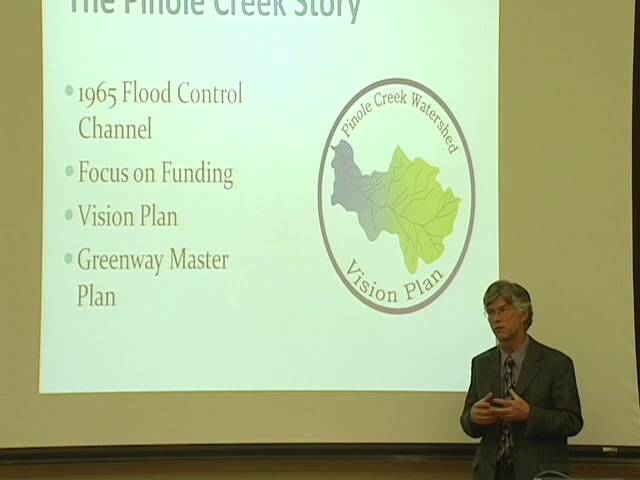 The Pinole Creek Story
1965 Flood Control
Channel
Focus on Funding
Vision Plan
Greenway Master
Plan
Pinole Creek Watershed
Vision Plan